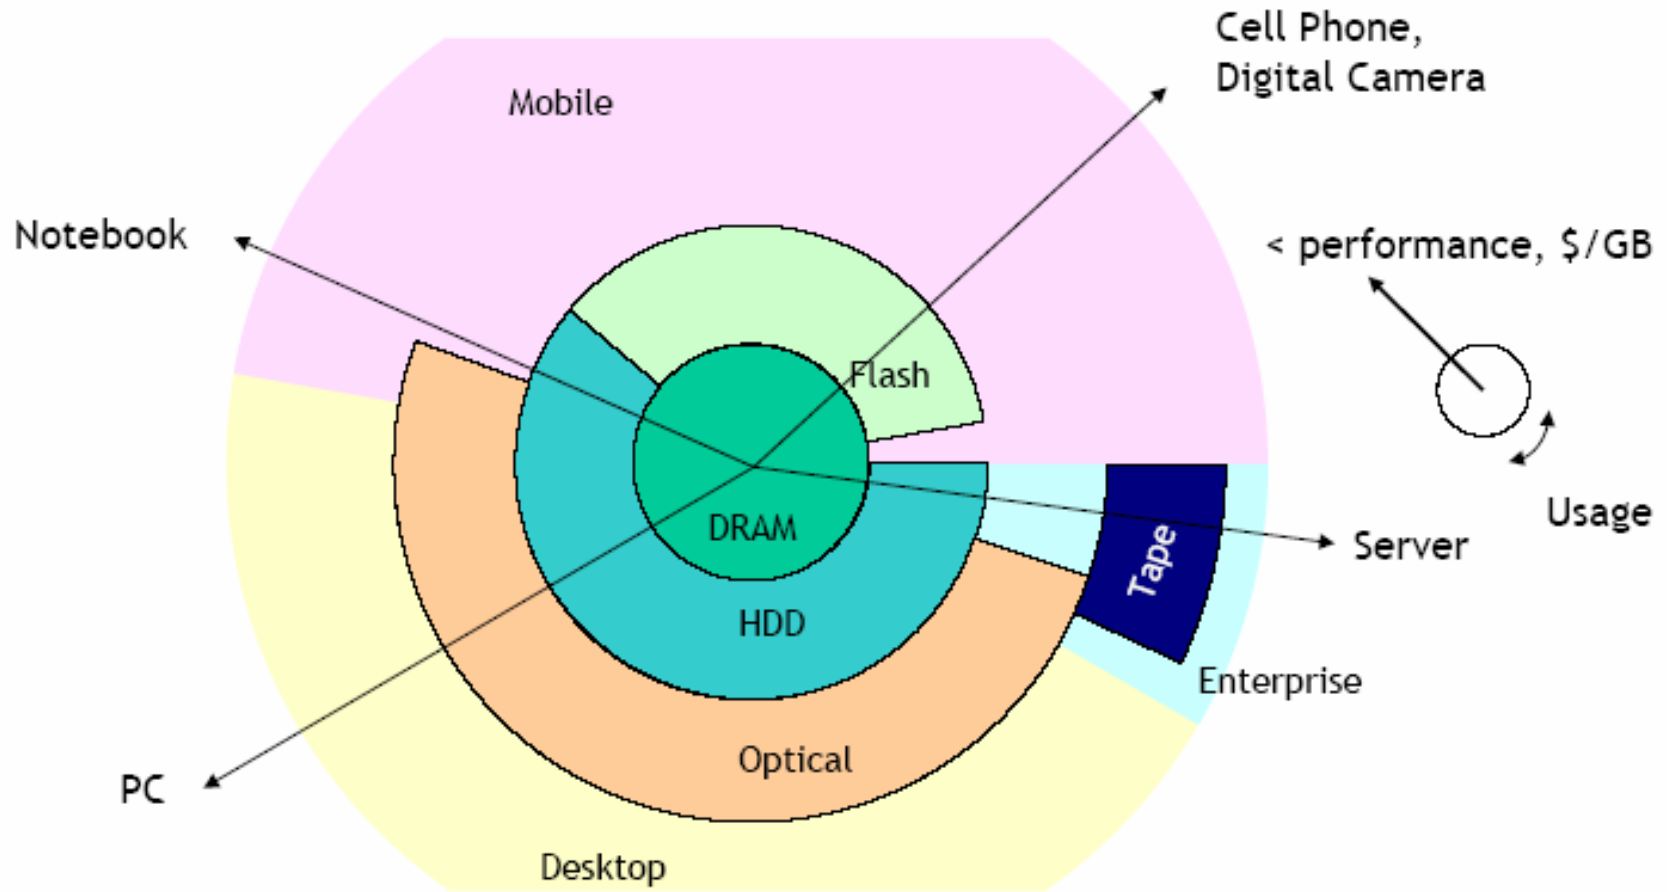 Cell Phone,
Digital Camera
Mobile
Notebook
< performance, $/GB
Flash
Usage
DRAM
Server
Tape
HDD
Enterprise
Optical
PC
Desktop